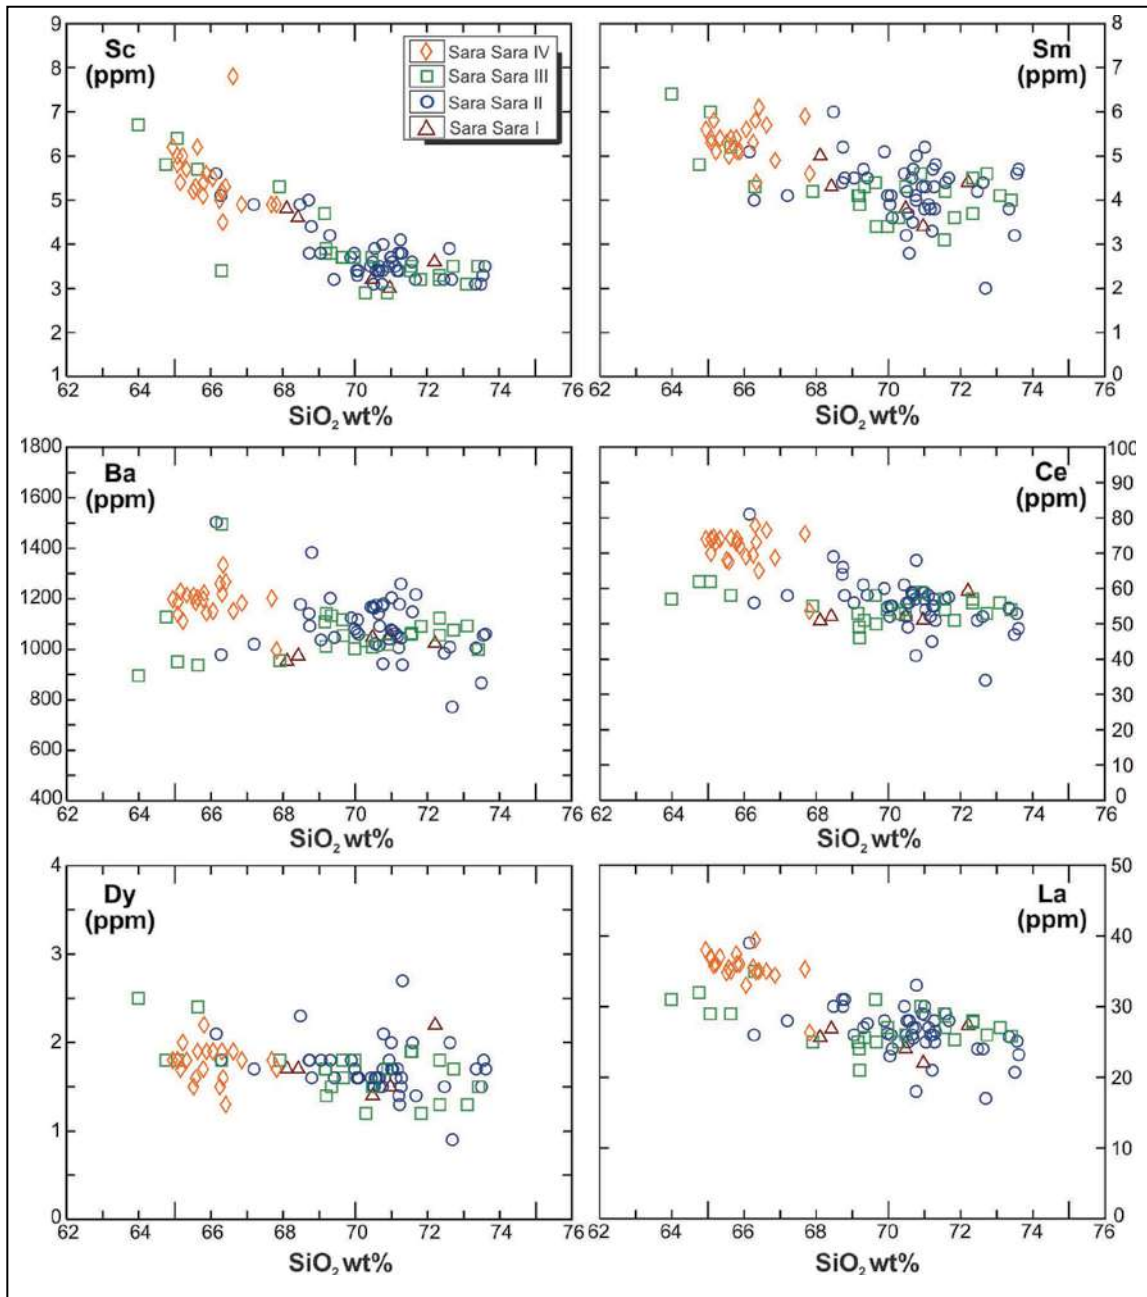 Sc
(ppm)
9
8
7
6
5
4
3
2
1
Sara Sara IV
Sara Sara III
Sara Sara II
Sara Sara I
62 64 66 68 70 72 74 76
SiO2 wt%
Sm
(ppm)
8
7
6
5
4
3
2
1
0
62 64 66 68 70 72 74 76
SiO2 wt%
Ba
(ppm)
1800
1600
1400
1200
1000
800
600
400
62 64 66 68 70 72 74 76
SiO2 wt%
Ce
(ppm)
100
90
80
70
60
50
40
30
20
10
0
62 64 66 68 70 72 74 76
SiO2 wt%
Dy
(ppm)
4
3
2
1
0
62 64 66 68 70 72 74 76
SiO2 wt%
La
(ppm)
50
40
30
20
10
0
62 64 66 68 70 72 74 76
SiO2 wt%